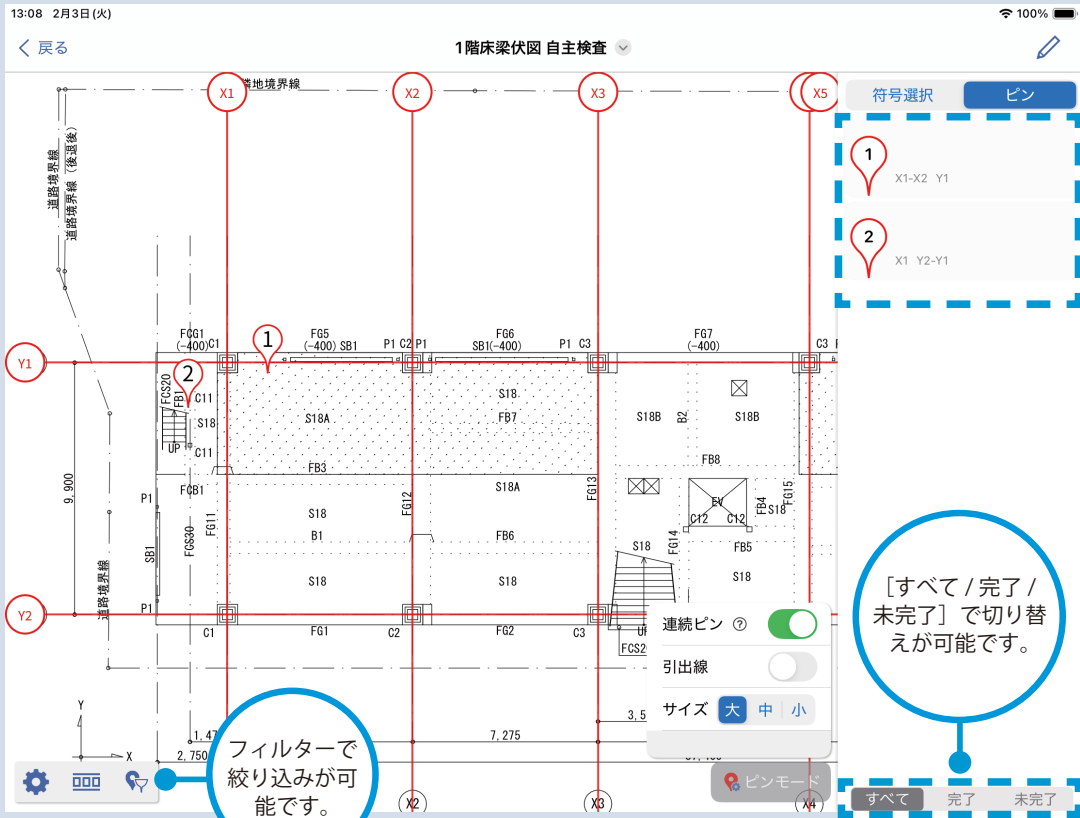 13:08 2月3日(火)
100%
戻る
1階床梁伏図 自主検査
符号選択
ピン
1
X1-X2 Y1
2
X1 Y2-Y1
隣地境界線
X1
X2
X3
X5
道路境界線
道路境界線(後退後)
FCG1
(-400)
C1
FG5
(-400)
SB1
P1
C2
P1
FG6
SB1(-400)
P1
C3
FG7
(-400)
C3
Y1
1
2
FCS20
FB1
C11
S18
UP
C11
S18A
S18
FB7
S18B
B2
S18B
FB3
FB8
9,900
P1
FCB1
S18A
FG12
FG13
EV
C12
C12
FB4
S18
FG15
SB1
FCS30
FG11
S18
B1
FB6
S18
FG14
FB5
道路境界線
S18
S18
S18
P1
Y2
C1
FG1
C2
FG2
C3
連続ピン
引出線
サイズ
大
中
小
Y
X
7,275
2,750
フィルターで
絞り込みが可
能です。
[すべて / 完了 /
未完了]で切り替
えが可能です。
X2
X3
X4
ピンモード
すべて
完了
未完了